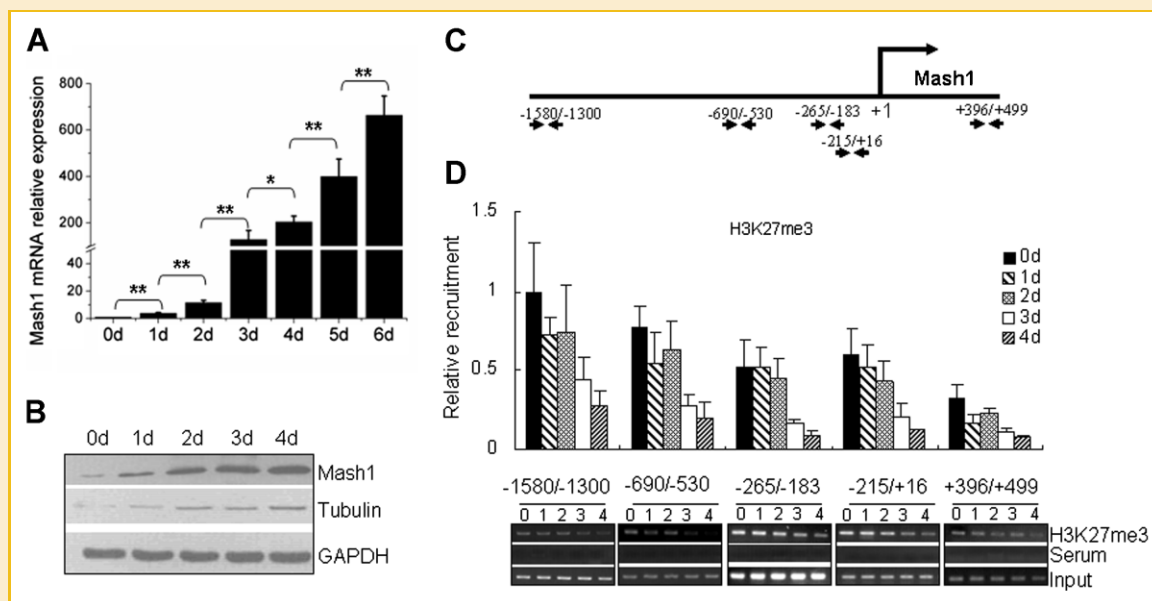 A
Mash1 mRNA relative expression
800
600
400
200
20
10
0
**
**
**
*
**
**
0d 1d 2d 3d 4d 5d 6d
B
0d 1d 2d 3d 4d
Mash1
Tubulin
GAPDH
C
Mash1
-1580/-1300
-690/-530
-265/-183
+1
+396/+499
-215/+16
D
H3K27me3
Relative recruitment
1.5
1
0.5
0
0d
1d
2d
3d
4d
-1580/-1300 -690/-530 -265/-183 -215/+16 +396/+499
0 1 2 3 4 0 1 2 3 4 0 1 2 3 4 0 1 2 3 4 0 1 2 3 4
H3K27me3
Serum
Input